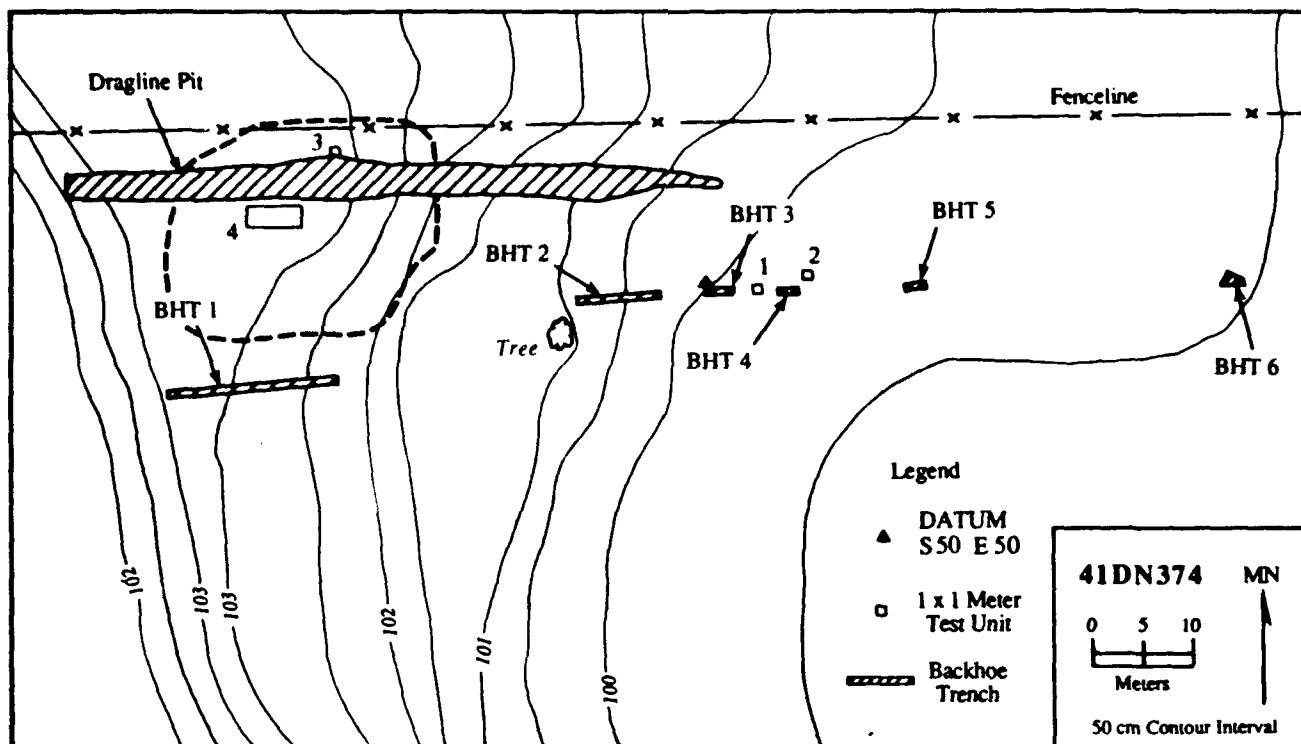 Dragline Pit
Fenceline
3
4
BHT 3
BHT 5
BHT 2
1
2
BHT 1
Tree
BHT 4
BHT 6
Legend
DATUM
S50 E50
1 x 1 Meter
Test Unit
Backhoe
Trench
102
103
103
102
101
100
41DN374
MN
0 5 10
Meters
50 cm Contour Interval